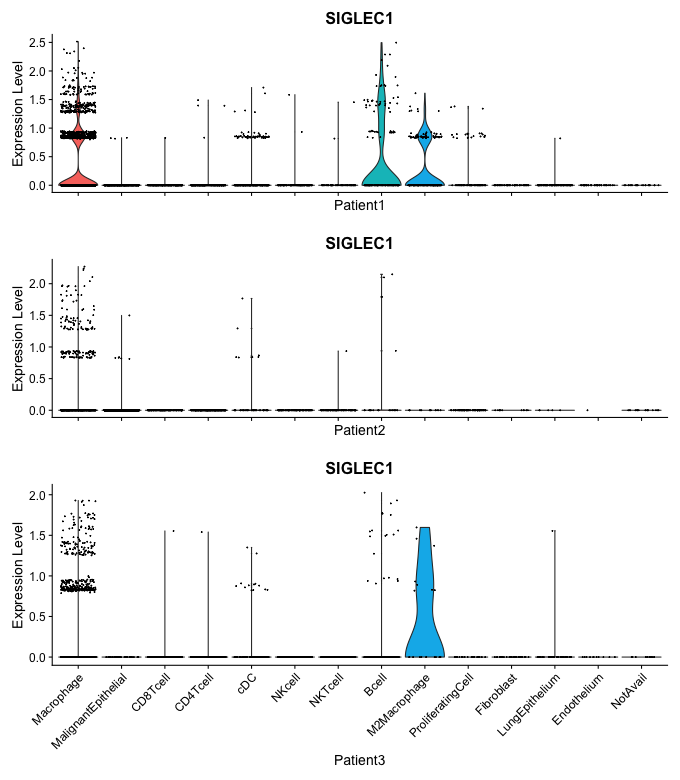 SIGLEC1
Expression Level
2.5
2.0
1.5
1.0
0.5
0.0
Patient1
SIGLEC1
Expression Level
2.0
1.5
1.0
0.5
0.0
Patient2
SIGLEC1
Expression Level
2.0
1.5
1.0
0.5
0.0
Macrophage
MalignantEpithelial
CD8Tcell
CD4Tcell
cDC
NKcell
NKTcell
Bcell
M2Macrophage
ProliferatingCell
Fibroblast
LungEpithelium
Endothelium
NotAvail
Patient3